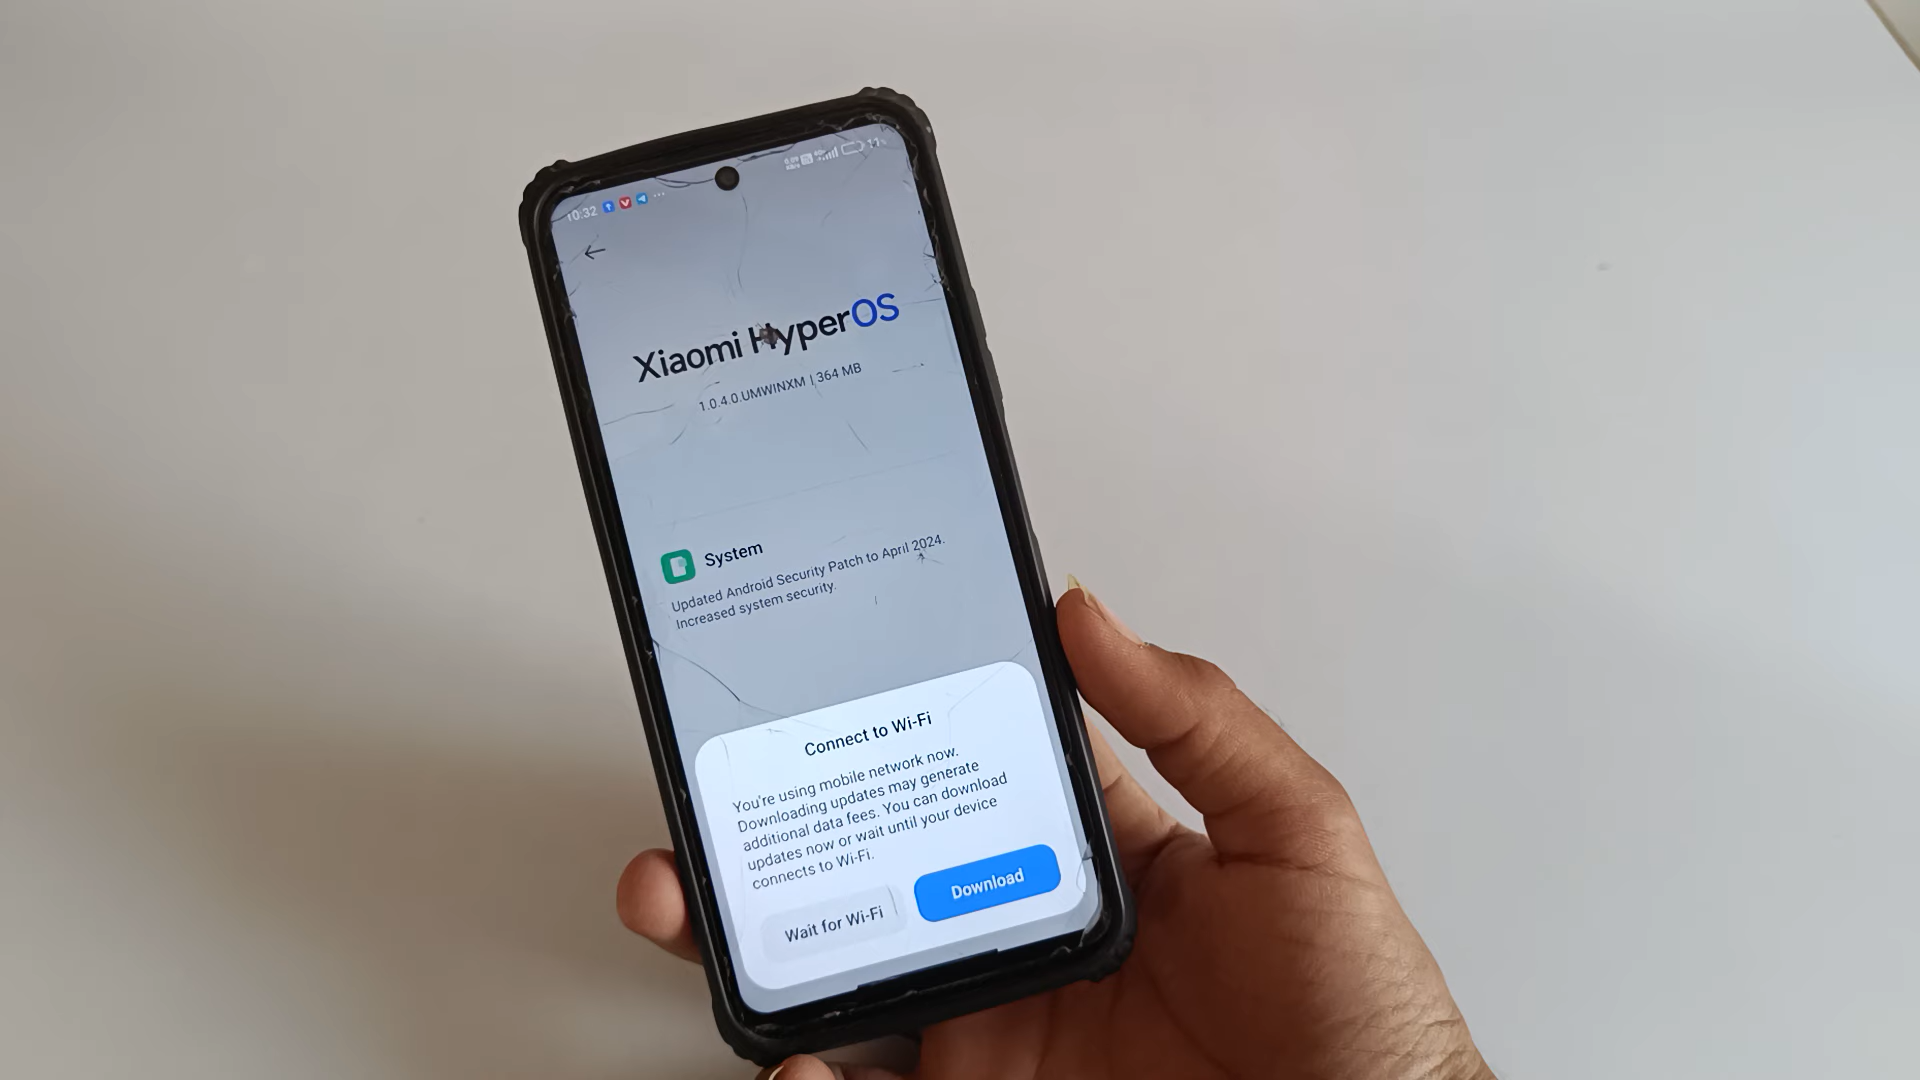 10:32
Xiaomi HyperOS
1.0.4.0.UMWINXM | 364 MB
System
Updated Android Security Patch to April 2024.
Increased system security.
Connect to Wi-Fi
You're using mobile network now.
Downloading updates may generate
additional data fees. You can download
updates now or wait until your device
connects to Wi-Fi.
Wait for Wi-Fi
Download